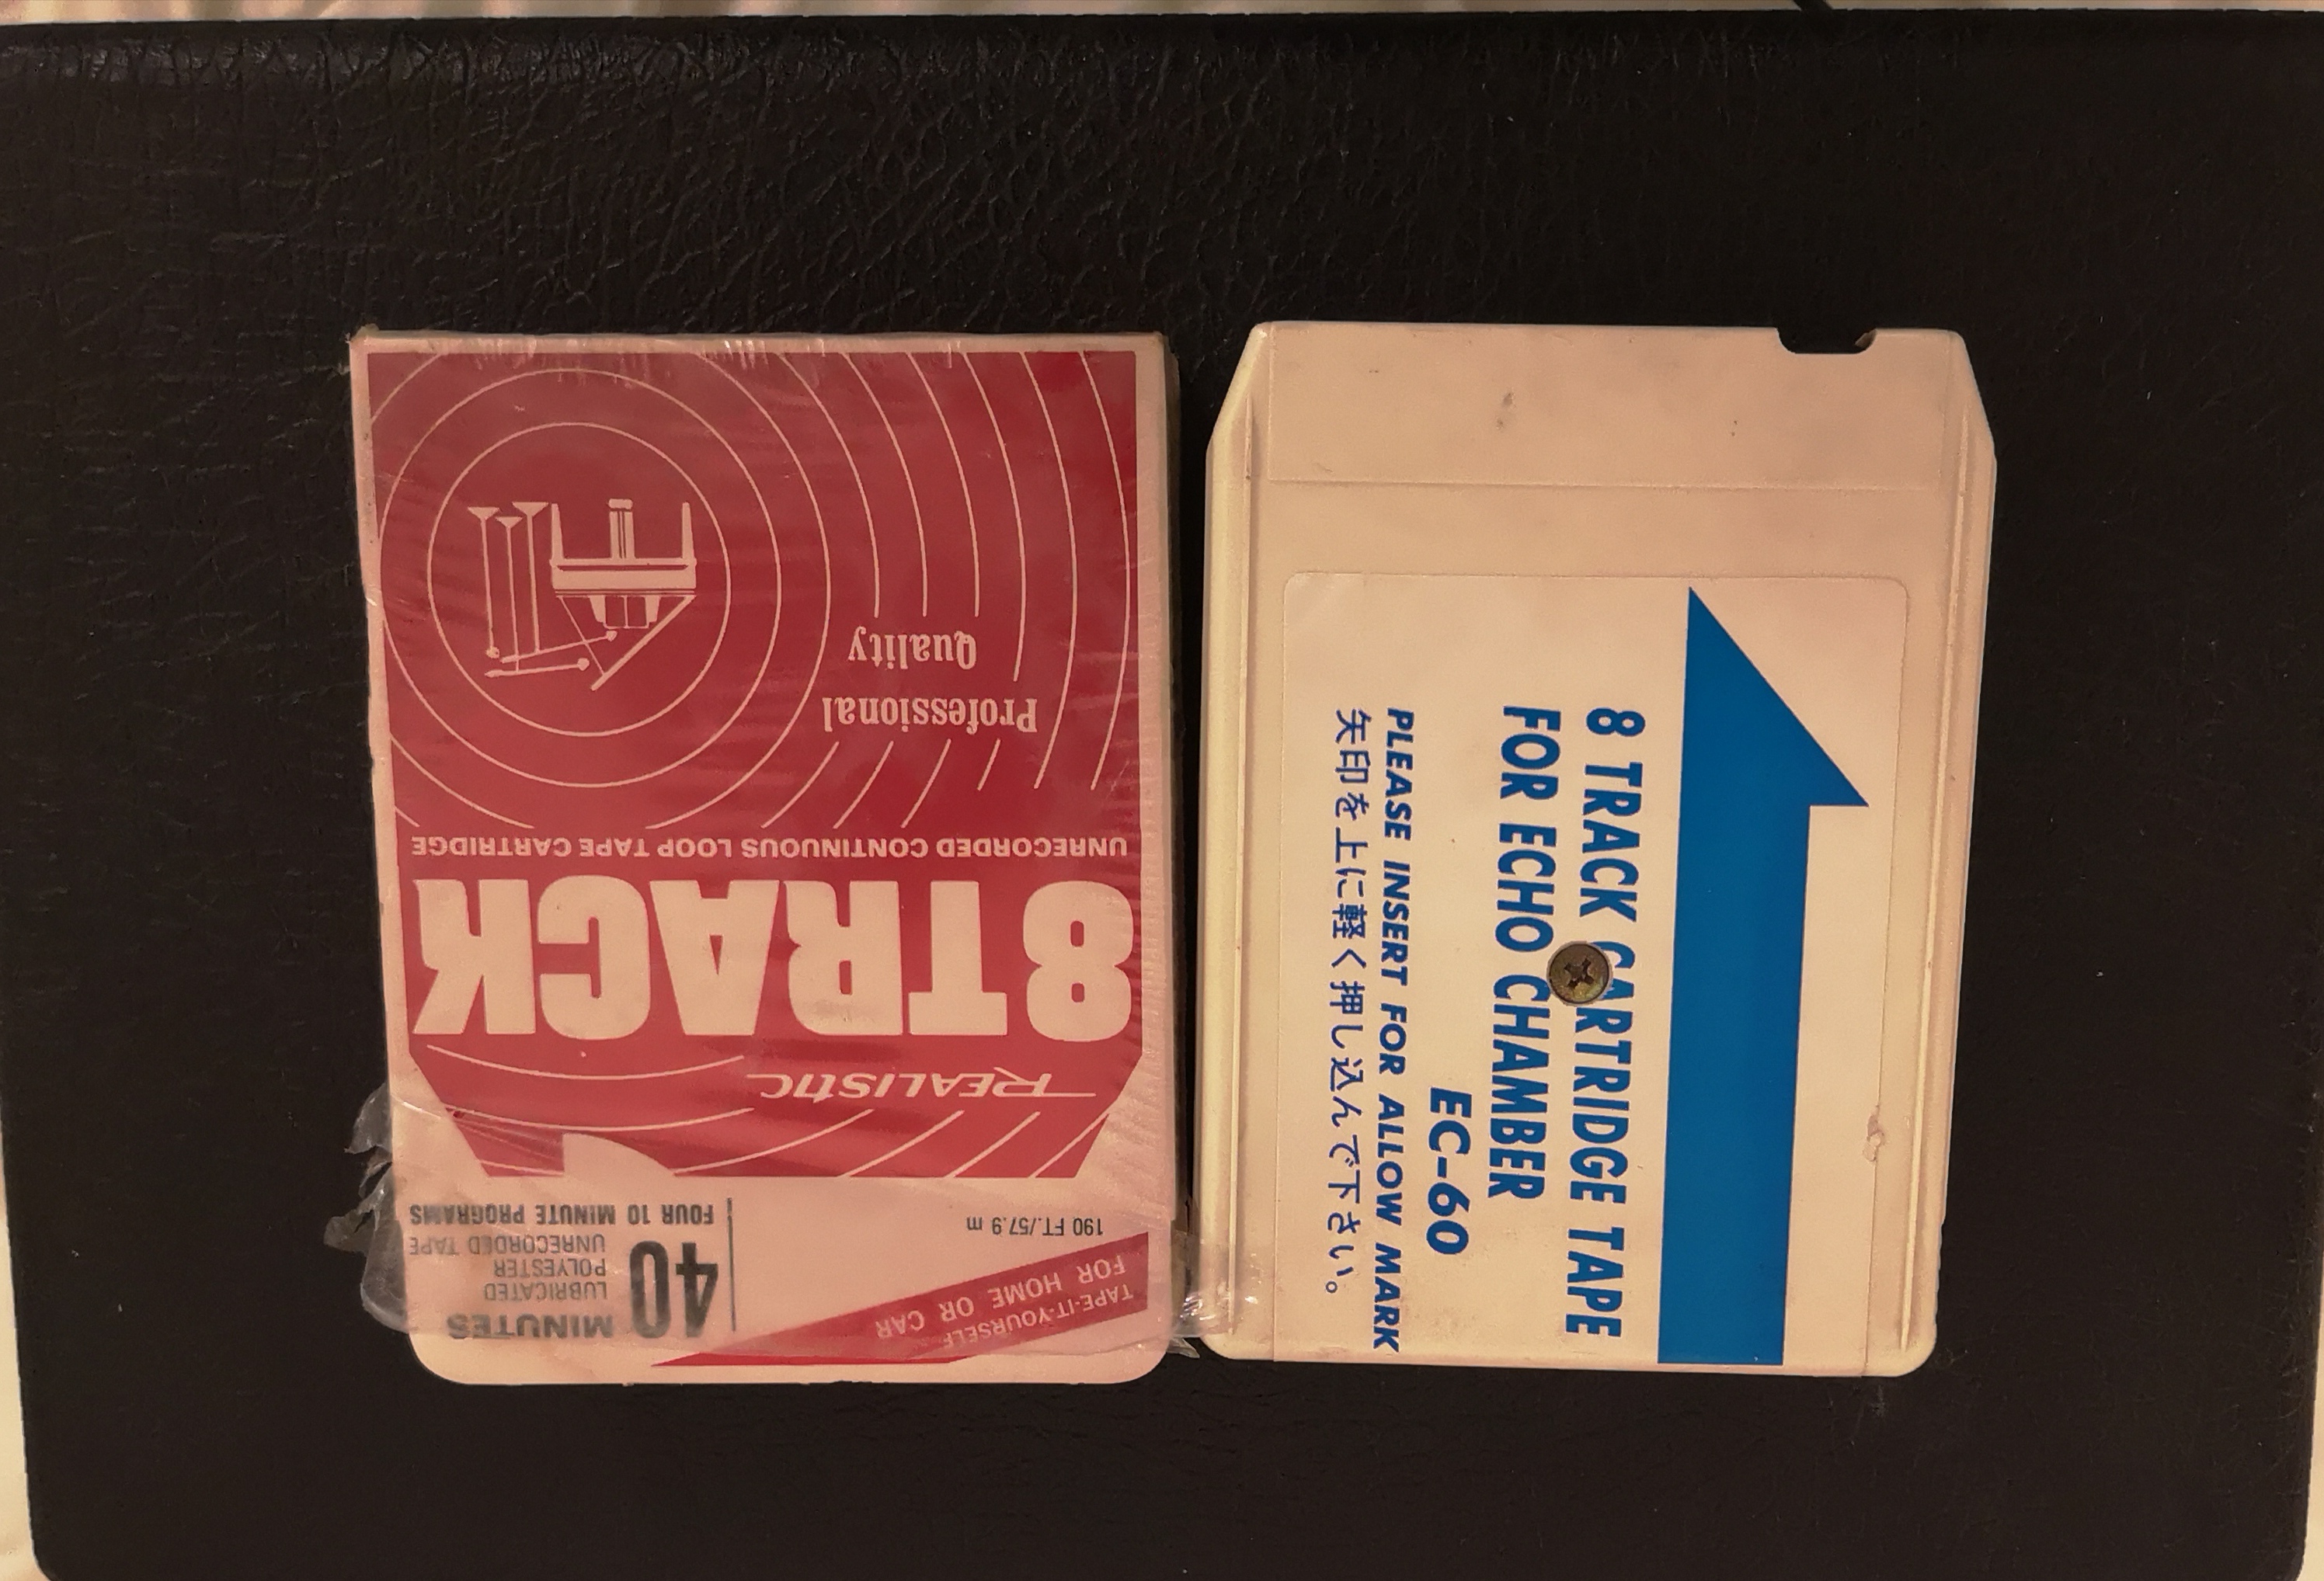 TAPE-IT-YOURSELF
FOR HOME OR CAR
40
MINUTES
LUBRICATED
POLYESTER
UNRECORDED TAPE
FOUR 10 MINUTE PROGRAMS
190 FT./57.9 m
REALISTIC
8 TRACK
UNRECORDED CONTINUOUS LOOP TAPE CARTRIDGE
Professional
Quality
8 TRACK CARTRIDGE TAPE
FOR ECHO CHAMBER
EC-60
PLEASE INSERT FOR ALLOW MARK
矢印を上に軽く押し込んで下さい。